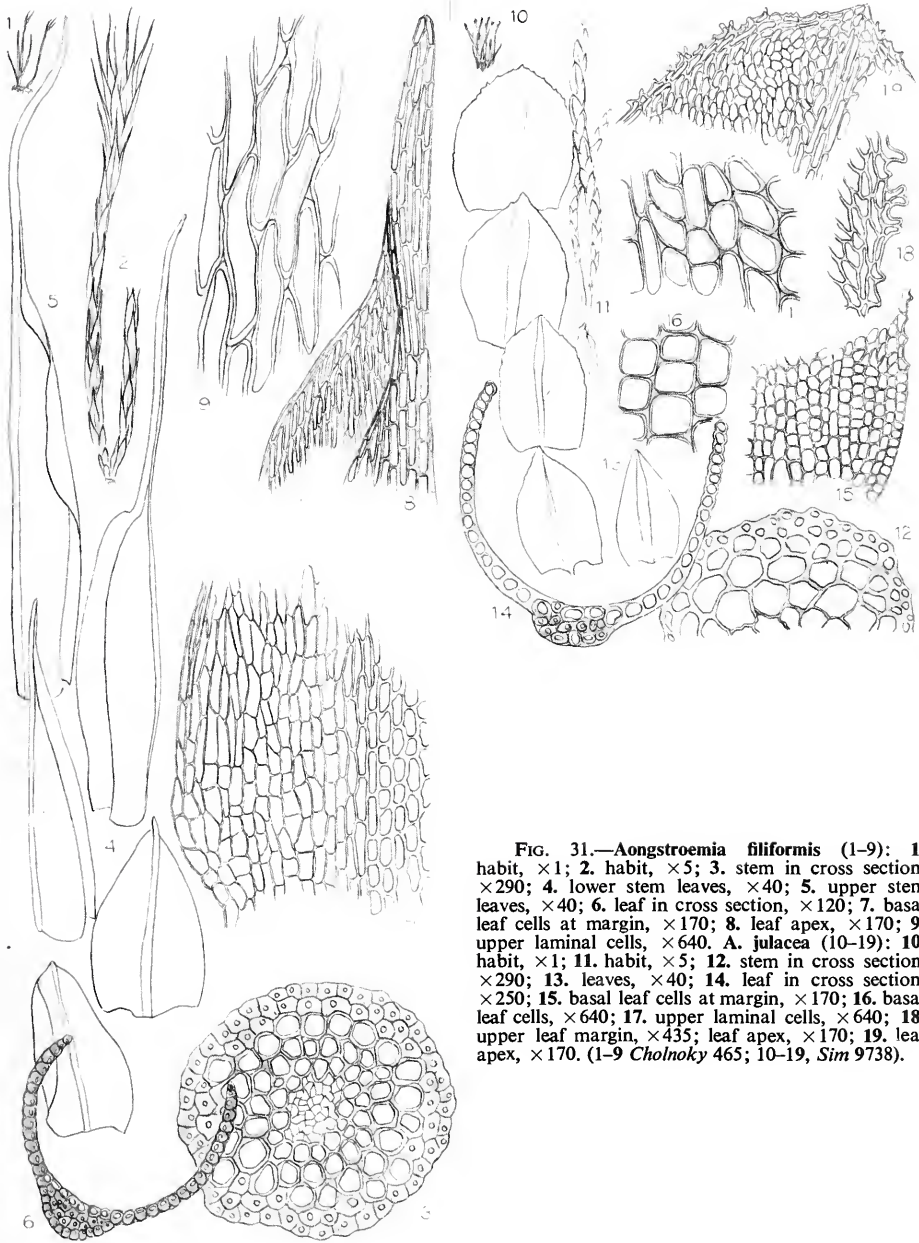 1
10
19
2
5
18
11
1
16
9
8
13
15
12
14
4
3
6
FIG. 31.—Aongstroemia filiformis (1–9): 1
habit, ×1; 2. habit, ×5; 3. stem in cross section
×290; 4. lower stem leaves, ×40; 5. upper stem
leaves, ×40; 6. leaf in cross section, ×120; 7. basa
leaf cells at margin, ×170; 8. leaf apex, ×170; 9
upper laminal cells, ×640. A. julacea (10–19): 10
habit, ×1; 11. habit, ×5; 12. stem in cross section
×290; 13. leaves, ×40; 14. leaf in cross section
×250; 15. basal leaf cells at margin, ×170; 16. basa
leaf cells, ×640; 17. upper laminal cells, ×640; 18
upper leaf margin, ×435; leaf apex, ×170; 19. lea
apex, ×170. (1–9 Cholnoky 465; 10–19, Sim 9738).